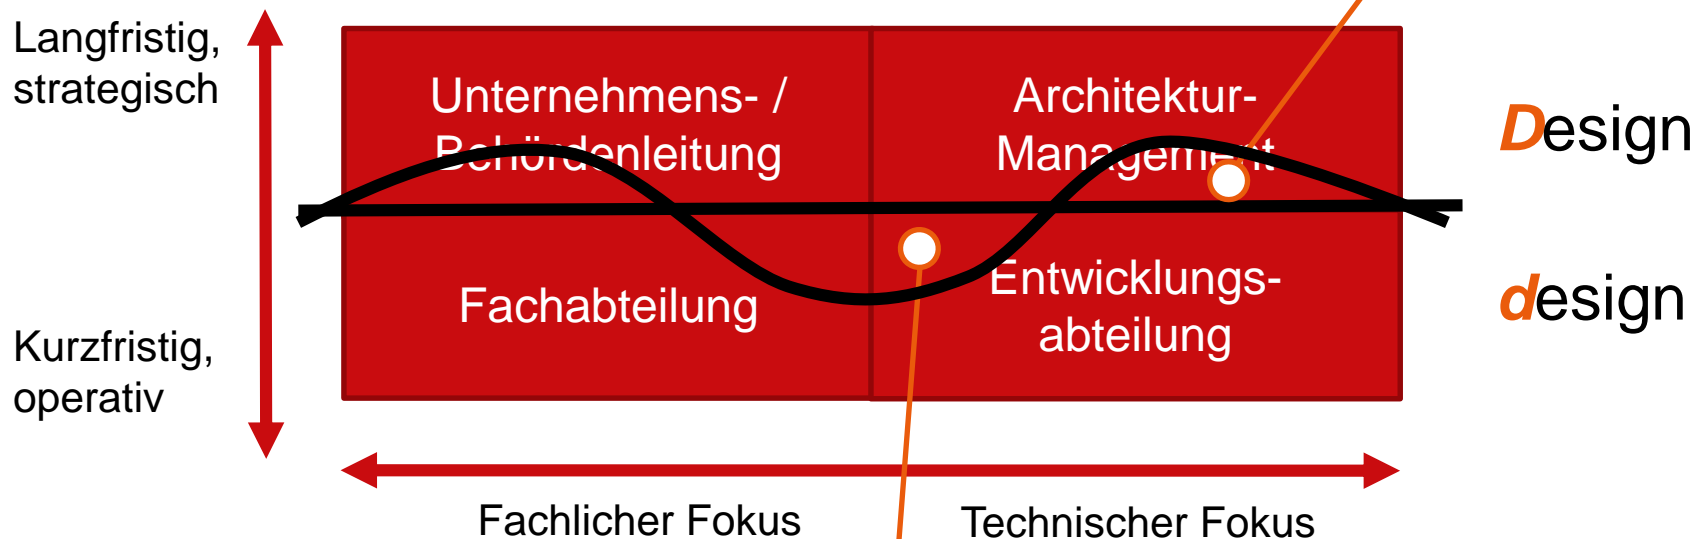 Langfristig,
strategisch
Unternehmens- /
Behördenleitung
Architektur-
Management
Design
Fachabteilung
Entwicklungs-
abteilung
design
Kurzfristig,
operativ
Fachlicher Fokus
Technischer Fokus